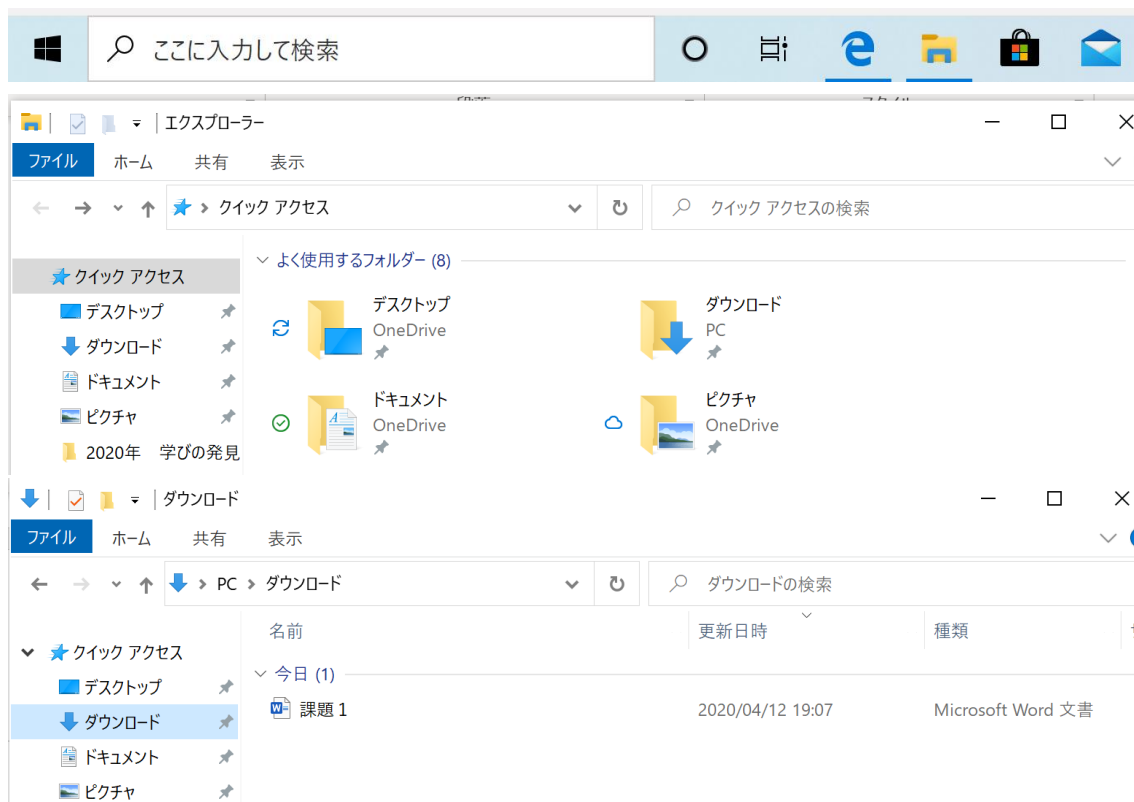 ここに入力して検索
エクスプローラー
ファイル ホーム 共有 表示
クイック アクセス クイック アクセスの検索
クイック アクセス
デスクトップ
ダウンロード
ドキュメント
ピクチャ
2020年 学びの発見
よく使用するフォルダー (8)
デスクトップ
OneDrive
ダウンロード
PC
ドキュメント
OneDrive
ピクチャ
OneDrive
ダウンロード
ファイル ホーム 共有 表示
PC ダウンロード ダウンロードの検索
クイック アクセス
デスクトップ
ダウンロード
ドキュメント
ピクチャ
名前 更新日時 種類
今日 (1)
課題 1 2020/04/12 19:07 Microsoft Word 文書